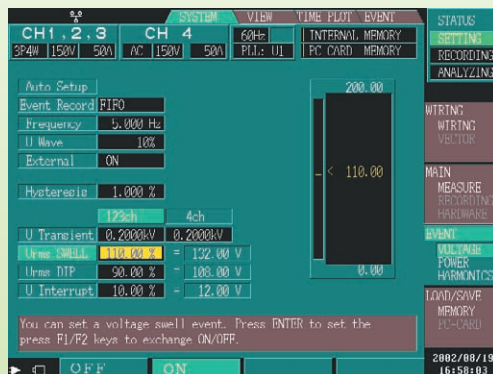 SYSTEM VIEW TIME PLOT EVENT
STATUS
CH1,2,3 CH 4 60Hz INTERNAL MEMORY
SETTING
3P4W 150V 50A AC 150V 50A PLL: U1 PC CARD MEMORY
RECORDING
ANALYZING
Auto Setup
Event Record FIFO
Frequency 5.000 Hz
U Wave 10%
External ON
Hysteresis 1.000 %
123ch 4ch
U Transient 0.2000kV 0.2000kV
Urms SWELL 110.00 % = 132.00 V
Urms DIP 90.00 % = 108.00 V
U Interrupt 10.00 % = 12.00 V
200.00
< 110.00
0.00
WIRING
WIRING
VECTOR
MAIN
MEASURE
RECORDING
HARDWARE
EVENT
VOLTAGE
POWER
HARMONICS
LOAD/SAVE
MEMORY
PC-CARD
You can set a voltage swell event. Press ENTER to set the
press F1/F2 keys to exchange ON/OFF.
OFF ON
2002/08/19
16:58:03